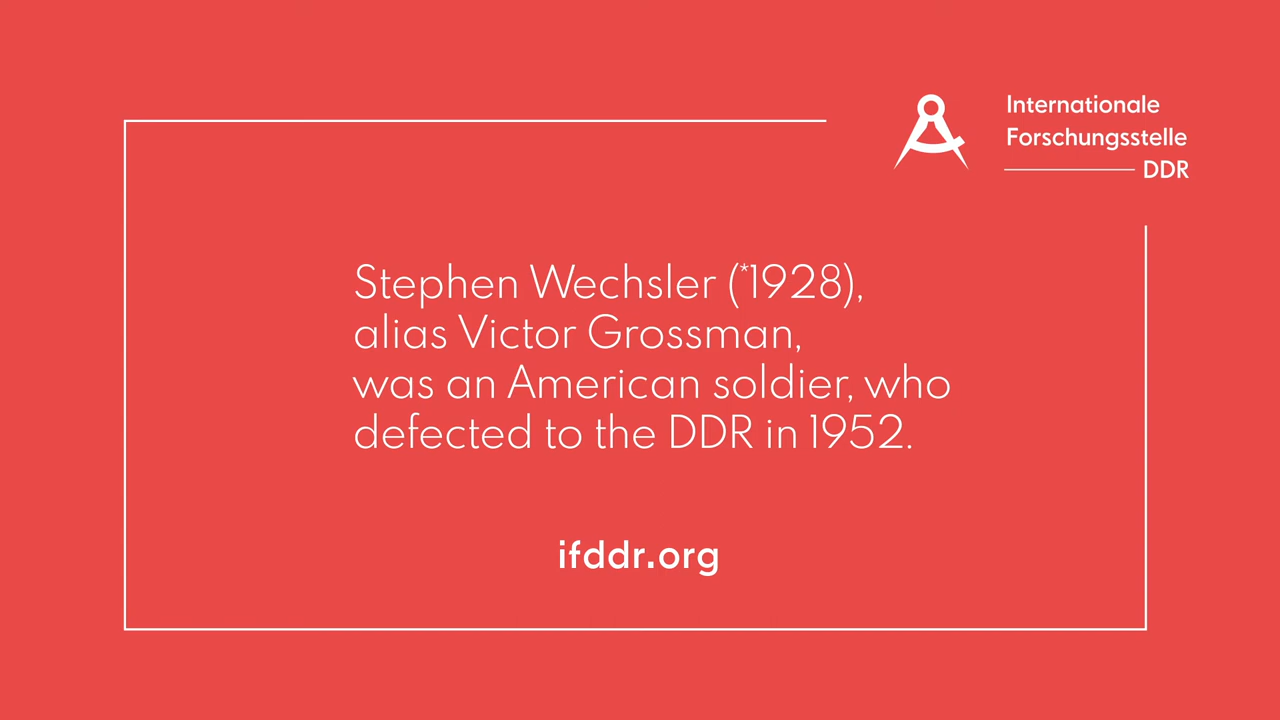 Internationale
Forschungsstelle
DDR
Stephen Wechsler (*1928),
alias Victor Grossman,
was an American soldier, who
defected to the DDR in 1952.
ifddr.org